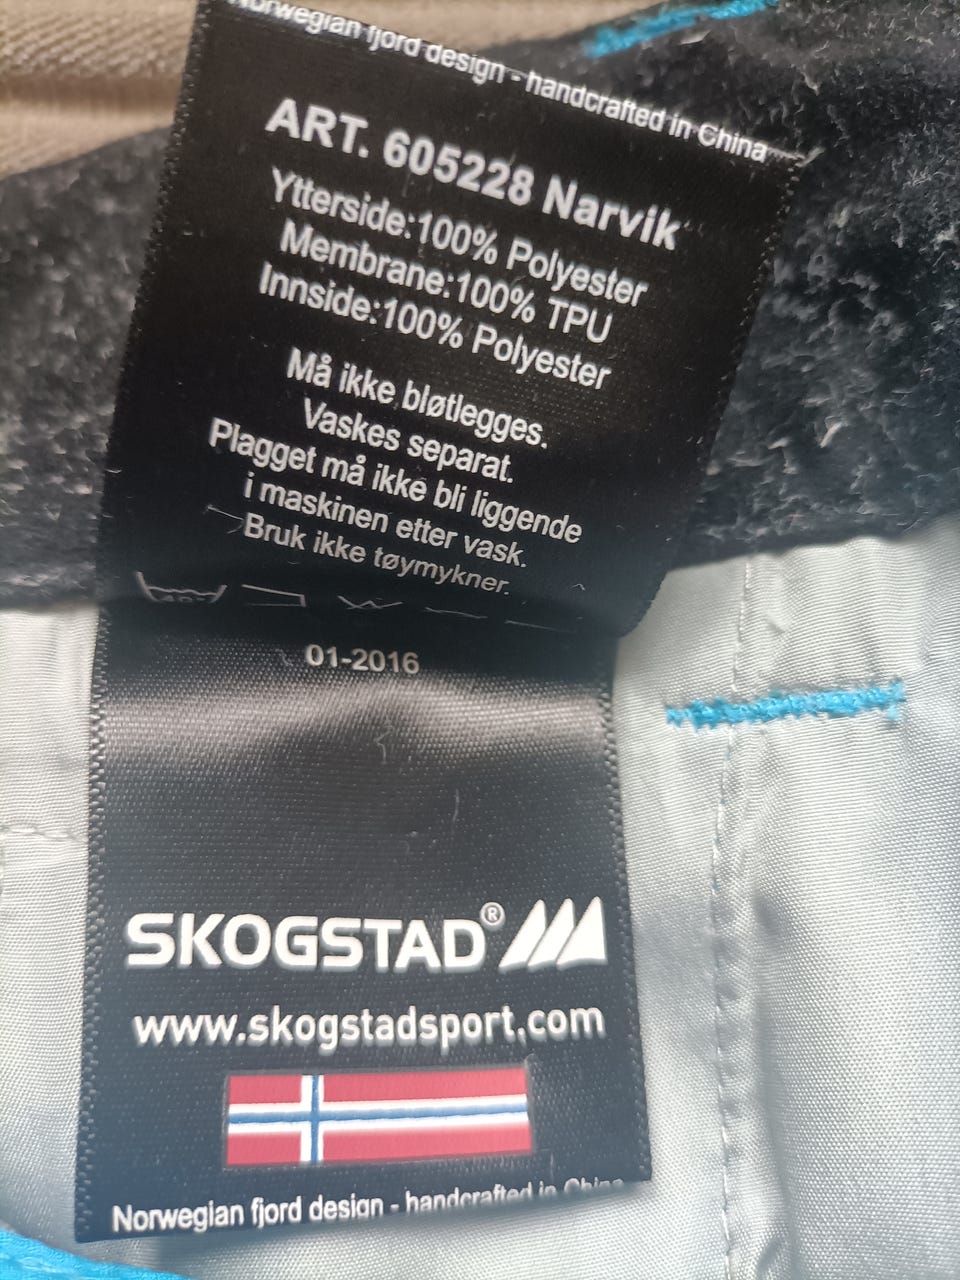 Norwegian fjord design - handcrafted in China
ART. 605228 Narvik
Ytterside:100% Polyester
Membrane:100% TPU
Innside:100% Polyester
Må ikke bløtlegges.
Vaskes separat.
Plagget må ikke bli liggende
i maskinen etter vask.
Bruk ikke tøymykner.
01-2016
SKOGSTAD®
www.skogstadsport.com
Norwegian fjord design - handcrafted in China